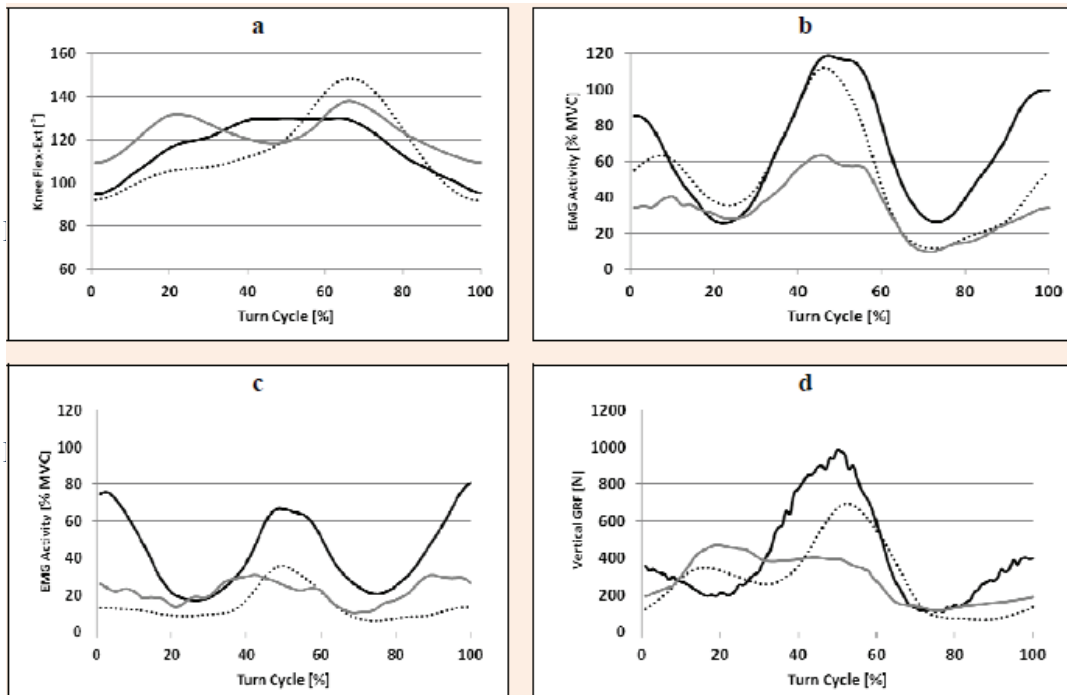 a
160
140
120
100
80
60
Knee Flex-Ext [°]
0 20 40 60 80 100
Turn Cycle [%]
b
120
100
80
60
40
20
0
EMG Activity [% MVC]
0 20 40 60 80 100
Turn Cycle [%]
c
120
100
80
60
40
20
0
EMG Activity [% MVC)
0 20 40 60 80 100
Turn Cycle [%]
d
1200
1000
800
600
400
200
0
Vertical GRF [N]
0 20 40 60 80 100
Turn Cycle [%]